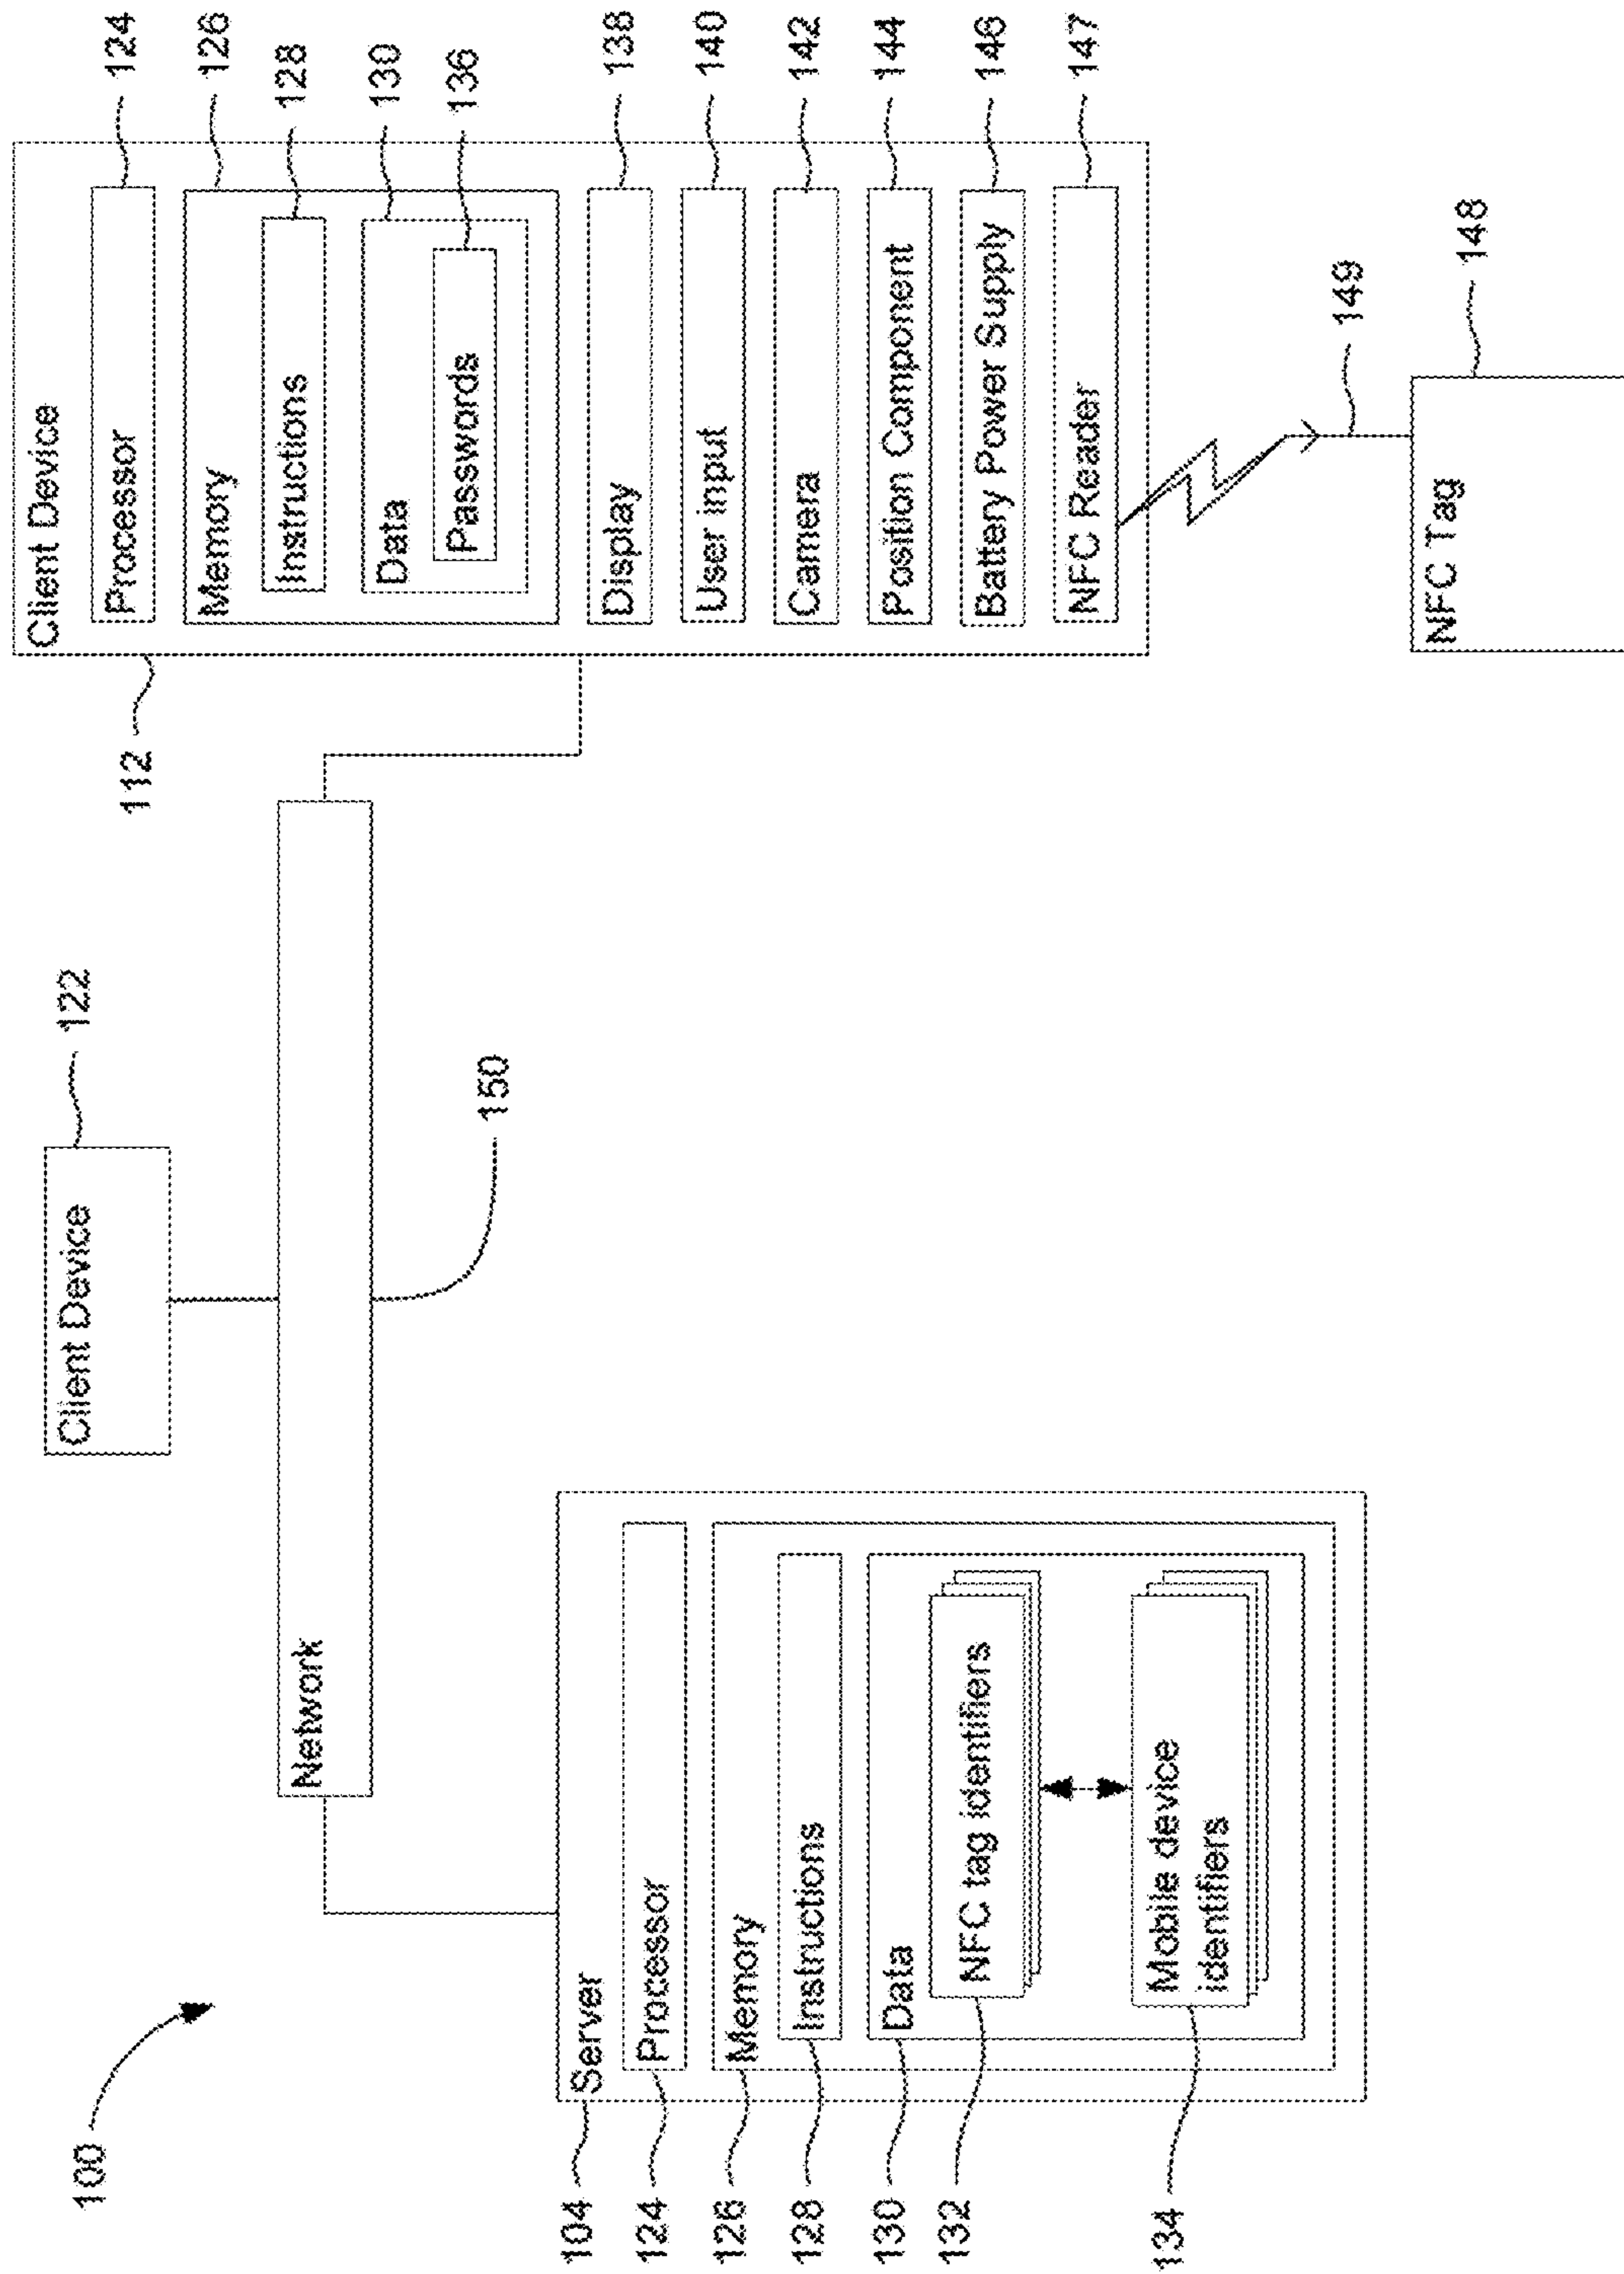 100
Client Device
122
Network
150
104
Server
124
Processor
126
Memory
128
Instructions
130
Data
132
NFC tag identifiers
134
Mobile device
identifiers
112
Client Device
Processor
124
Memory
126
Instructions
128
Data
130
Passwords
136
Display
138
User input
140
Camera
142
Position Component
144
Battery Power Supply
146
NFC Reader
147
149
NFC Tag
148